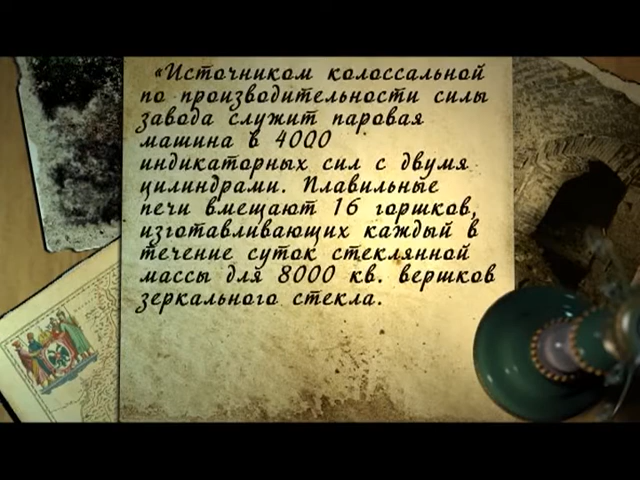 «Источником колоссальной
по производительности силы
завода служит паровая
машина в 4000
индикаторных сил с двумя
цилиндрами. Плавильные
печи вмещают 16 горшков,
изготавливающих каждый в
течение суток стеклянной
массы для 8000 кв. вершков
зеркального стекла.